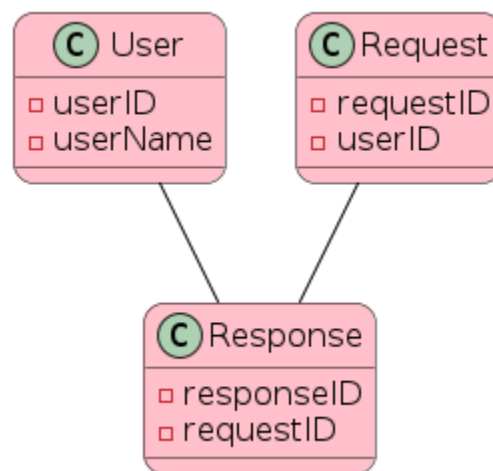 C User
userID
userName
C Request
requestID
userID
C Response
responseID
requestID